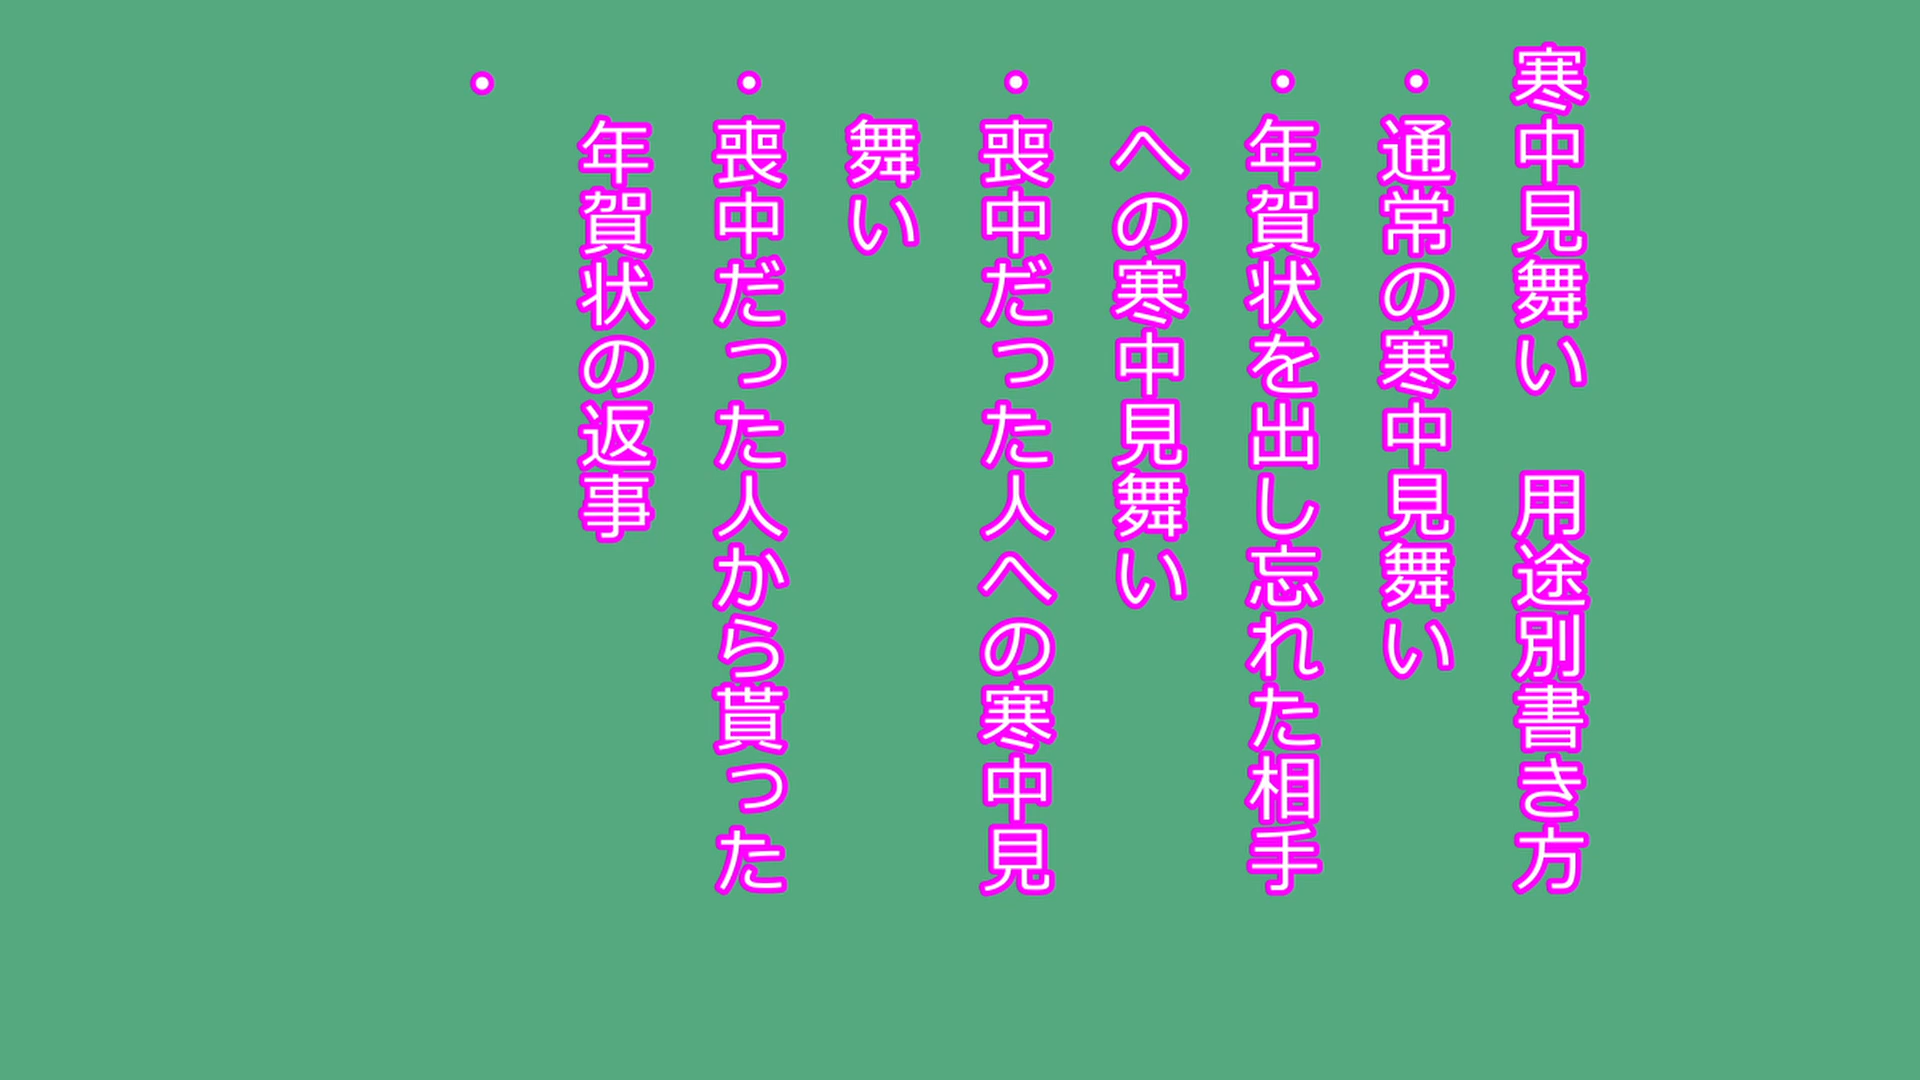 寒中見舞い　用途別書き方
・通常の寒中見舞い
・年賀状を出し忘れた相手
への寒中見舞い
・喪中だった人への寒中見
舞い
・喪中だった人から貰った
年賀状の返事
・